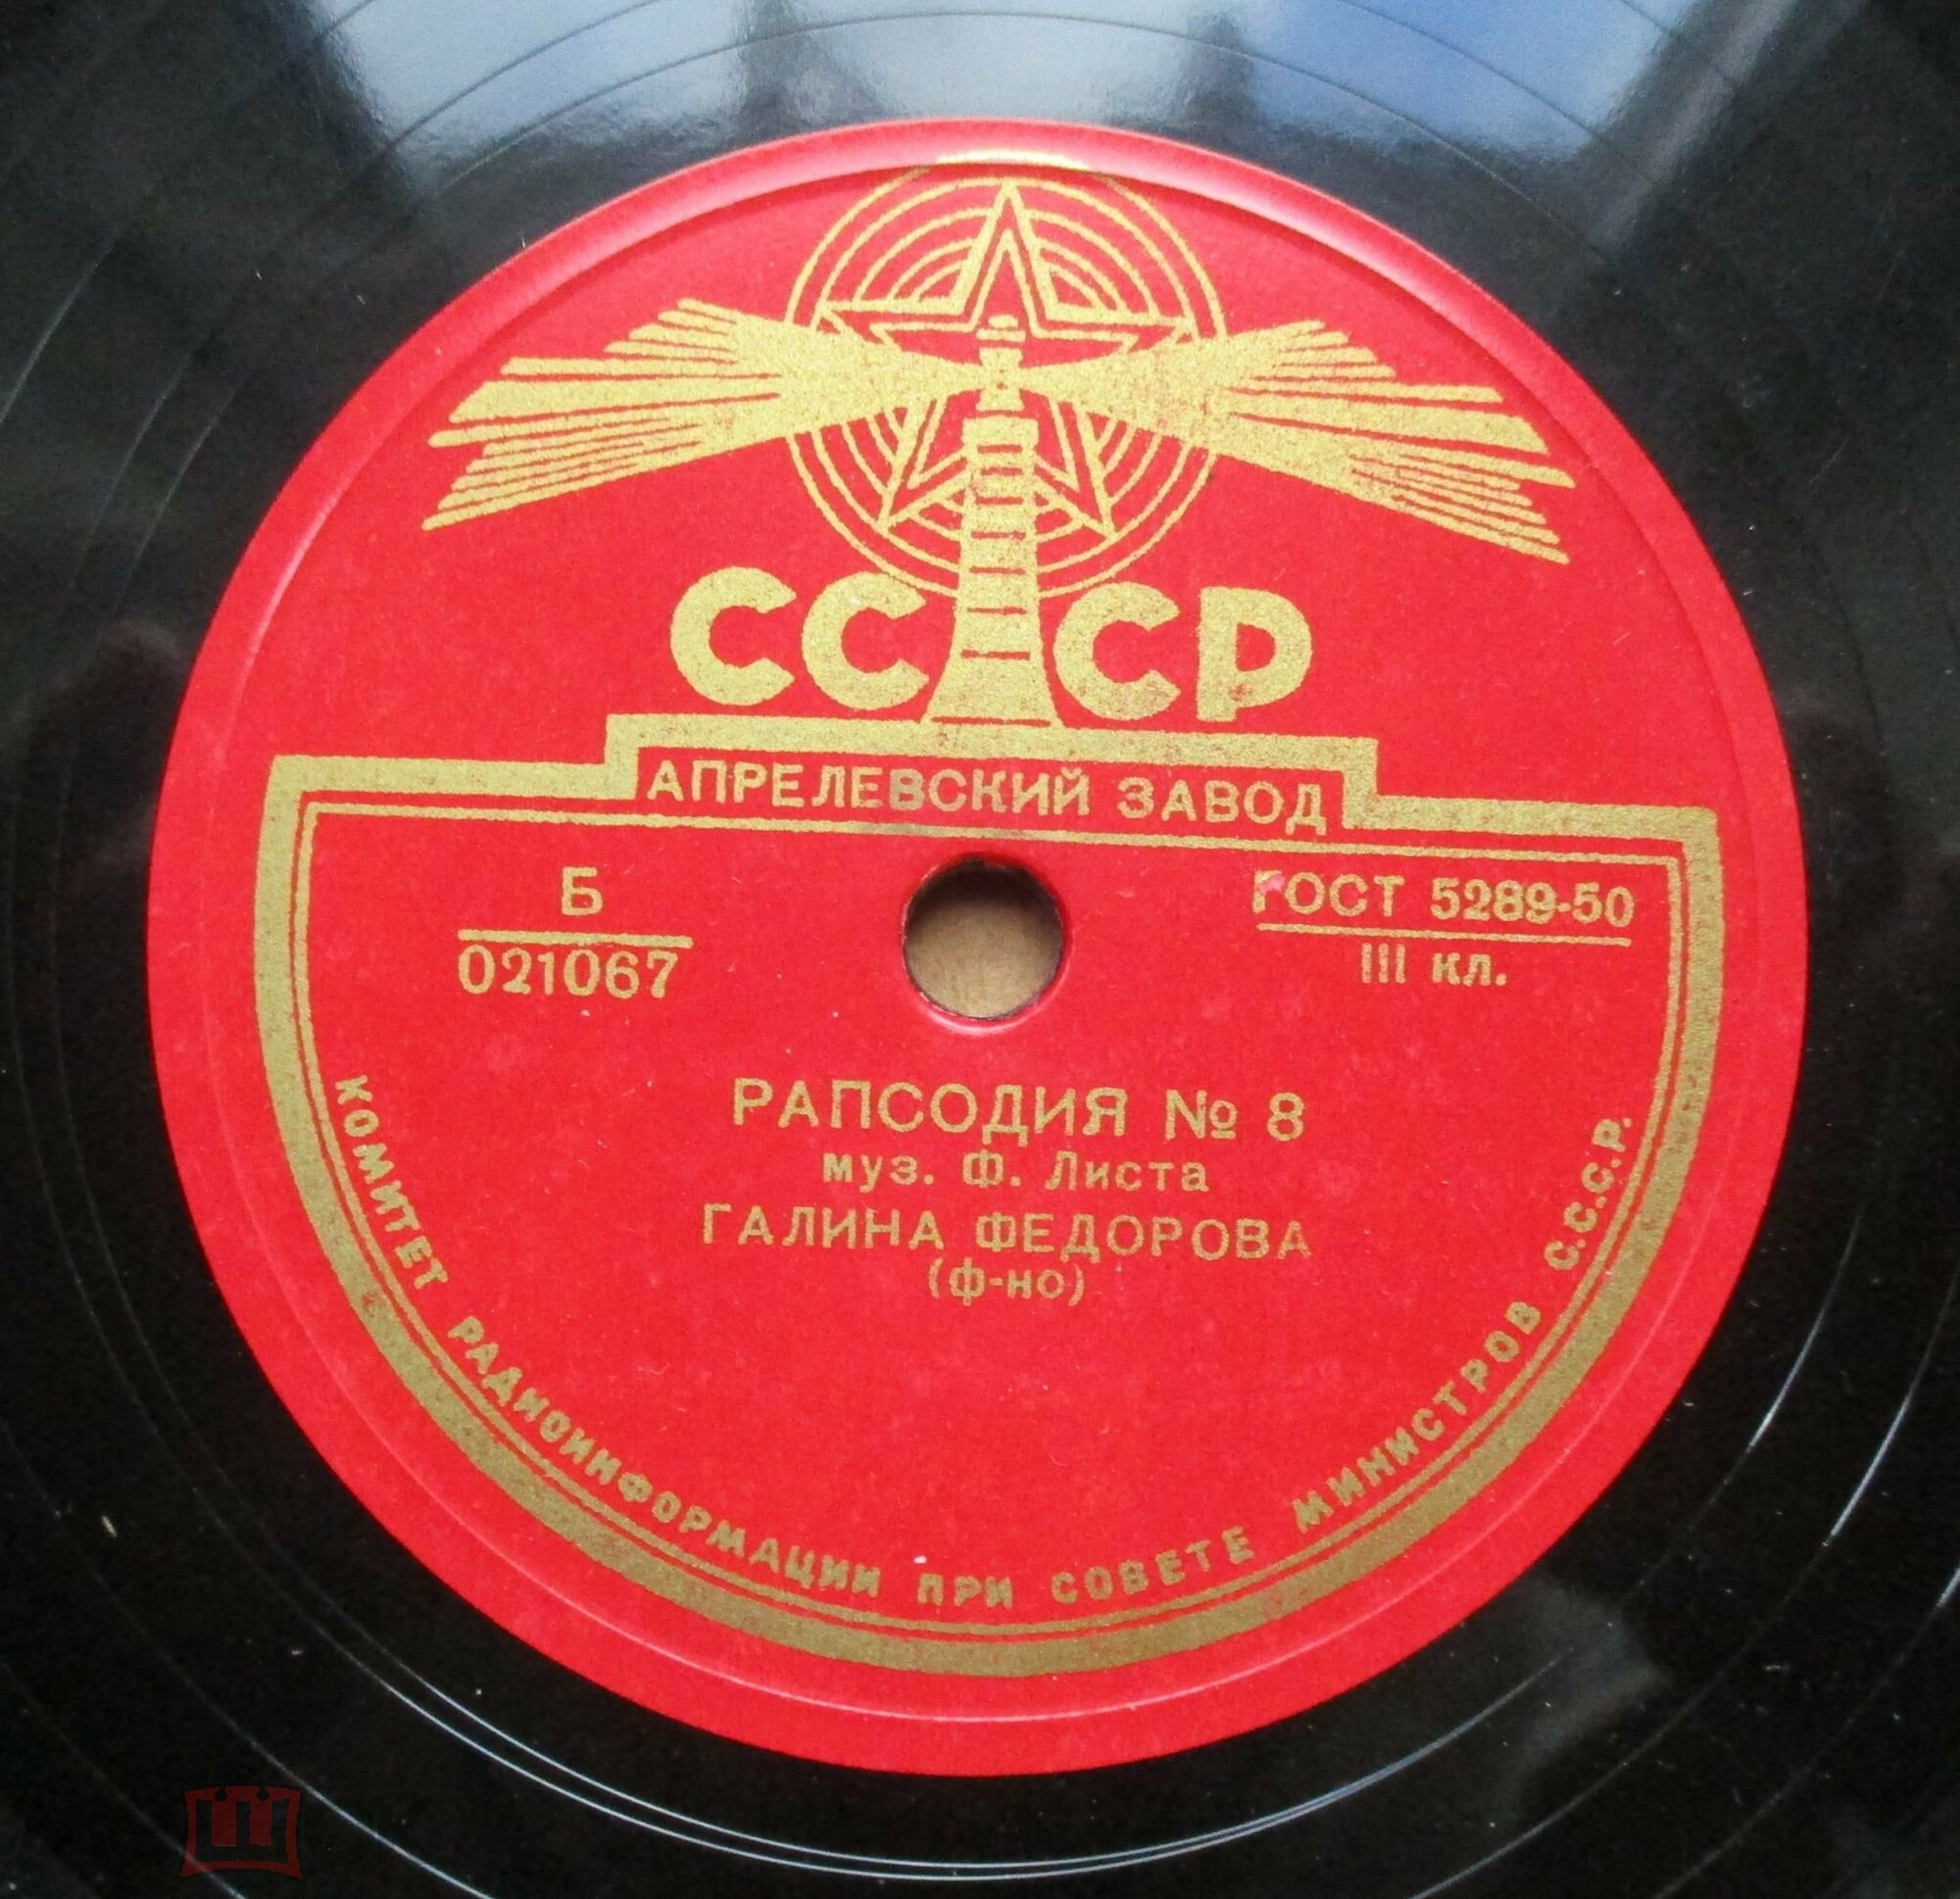 СССР
АПРЕЛЕВСКИЙ ЗАВОД
Б
021067
ГОСТ 5289-50
III кл.
РАПСОДИЯ № 8
муз. Ф. Листа
ГАЛИНА ФЕДОРОВА
(ф-но)
КОМИТЕТ РАДИОИНФОРМАЦИИ ПРИ СОВЕТЕ МИНИСТРОВ С.С.С.Р.